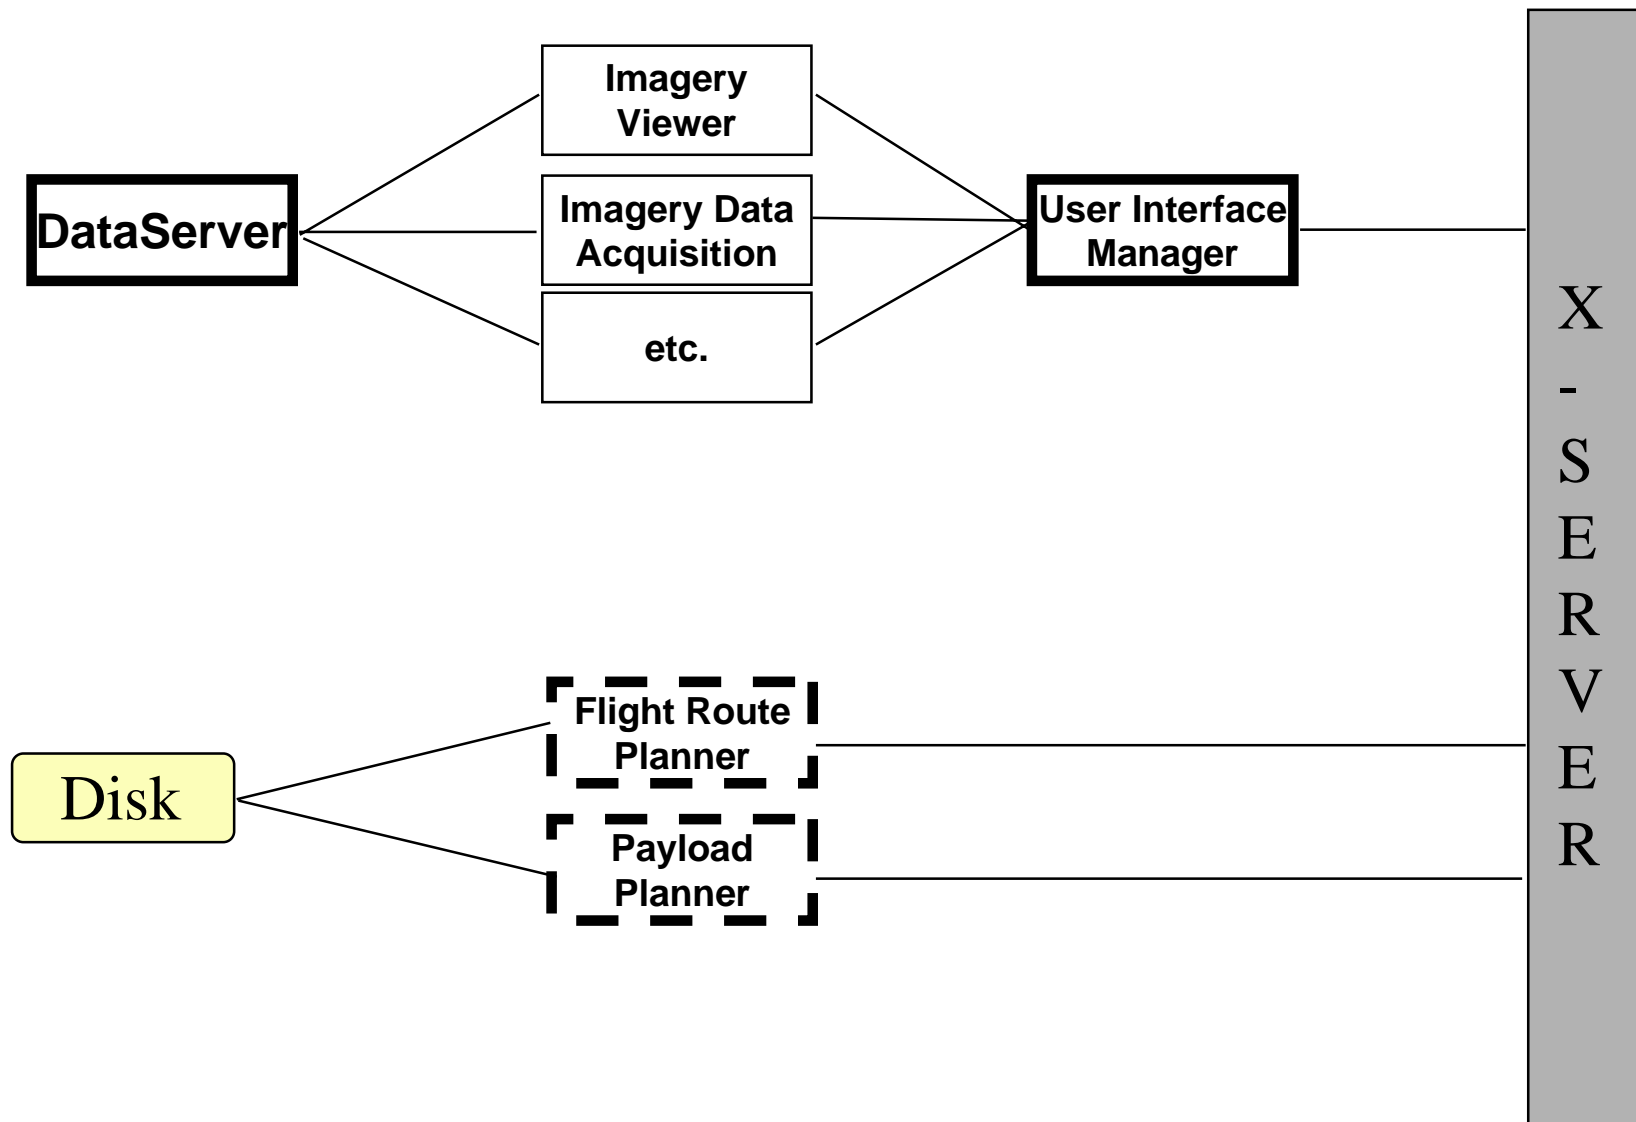 Imagery
Viewer
DataServer
Imagery Data
Acquisition
User Interface
Manager
etc.
Flight Route
Planner
Disk
Payload
Planner
X
-
S
E
R
V
E
R